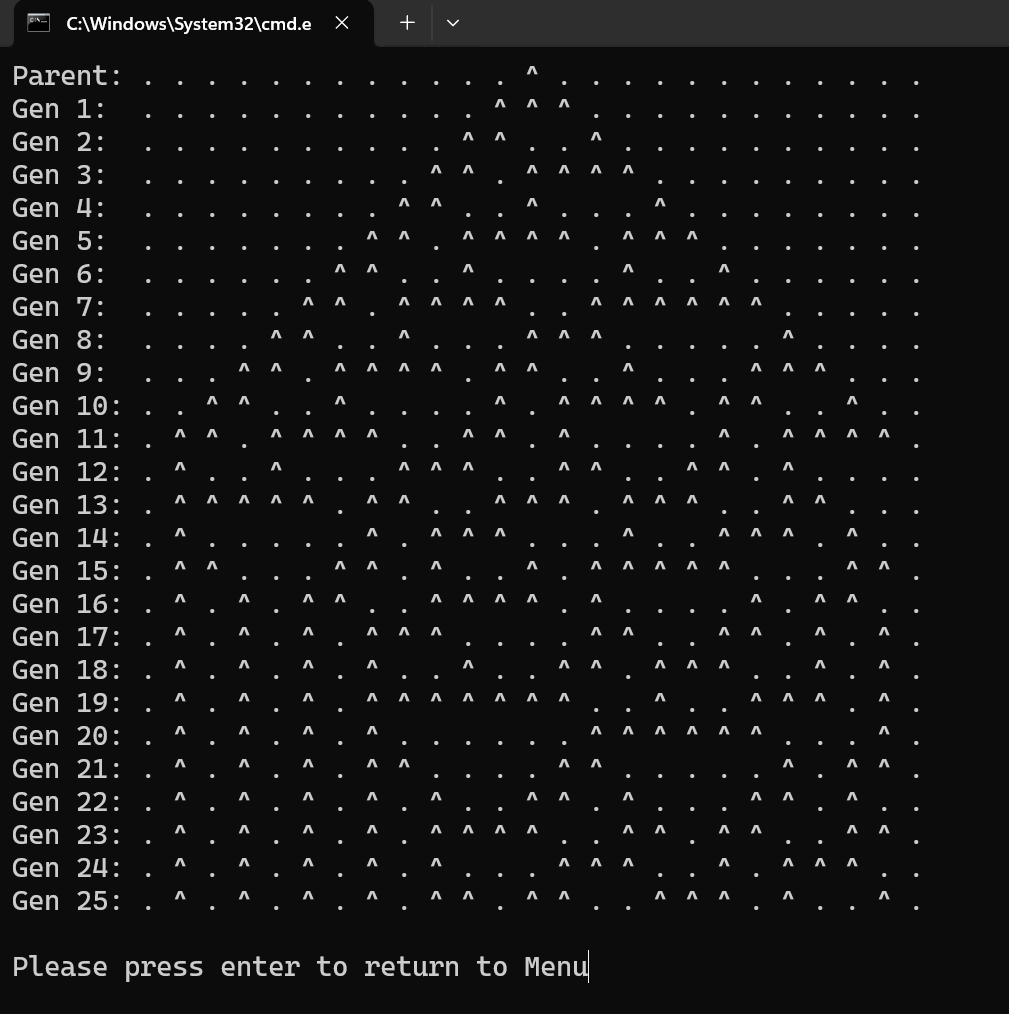 C:\Windows\System32\cmd.e
Parent: . . . . . . . . . . . . ^ . . . . . . . . . . . .
Gen 1:  . . . . . . . . . . . ^ ^ ^ . . . . . . . . . . .
Gen 2:  . . . . . . . . . . ^ ^ . . ^ . . . . . . . . . .
Gen 3:  . . . . . . . . . ^ ^ . ^ ^ ^ ^ . . . . . . . . .
Gen 4:  . . . . . . . . ^ ^ . . ^ . . . ^ . . . . . . . .
Gen 5:  . . . . . . . ^ ^ . ^ ^ ^ ^ . ^ ^ ^ . . . . . . .
Gen 6:  . . . . . . ^ ^ . . ^ . . . . ^ . . ^ . . . . . .
Gen 7:  . . . . . ^ ^ . ^ ^ ^ ^ . . ^ ^ ^ ^ ^ ^ . . . . .
Gen 8:  . . . . ^ ^ . . ^ . . . ^ ^ ^ . . . . . ^ . . . .
Gen 9:  . . . ^ ^ . ^ ^ ^ ^ . ^ ^ . . ^ . . . ^ ^ ^ . . .
Gen 10: . . ^ ^ . . ^ . . . . ^ . ^ ^ ^ ^ . ^ ^ . . ^ . .
Gen 11: . ^ ^ . ^ ^ ^ ^ . . ^ ^ . ^ . . . . ^ . ^ ^ ^ ^ .
Gen 12: . ^ . . ^ . . . ^ ^ ^ . . ^ ^ . . ^ ^ . ^ . . . .
Gen 13: . ^ ^ ^ ^ ^ . ^ ^ . . ^ ^ ^ . ^ ^ ^ . . ^ ^ . . .
Gen 14: . ^ . . . . . ^ . ^ ^ ^ . . . ^ . . ^ ^ ^ . ^ . .
Gen 15: . ^ ^ . . . ^ ^ . ^ . . ^ . ^ ^ ^ ^ ^ . . . ^ ^ .
Gen 16: . ^ . ^ . ^ ^ . . ^ ^ ^ ^ . ^ . . . . ^ . ^ ^ . .
Gen 17: . ^ . ^ . ^ . ^ ^ ^ . . . . ^ ^ . . ^ ^ . ^ . ^ .
Gen 18: . ^ . ^ . ^ . ^ . . ^ . . ^ ^ . ^ ^ ^ . . ^ . ^ .
Gen 19: . ^ . ^ . ^ . ^ ^ ^ ^ ^ ^ ^ . . ^ . . ^ ^ ^ . ^ .
Gen 20: . ^ . ^ . ^ . ^ . . . . . . ^ ^ ^ ^ ^ ^ . . . ^ .
Gen 21: . ^ . ^ . ^ . ^ ^ . . . . ^ ^ . . . . . ^ . ^ ^ .
Gen 22: . ^ . ^ . ^ . ^ . ^ . . ^ ^ . ^ . . . ^ ^ . ^ . .
Gen 23: . ^ . ^ . ^ . ^ . ^ ^ ^ ^ . . ^ ^ . ^ ^ . . ^ ^ .
Gen 24: . ^ . ^ . ^ . ^ . ^ . . . ^ ^ ^ . . ^ . ^ ^ ^ . .
Gen 25: . ^ . ^ . ^ . ^ . ^ ^ . ^ ^ . . ^ ^ ^ . ^ . . ^ .
Please press enter to return to Menu